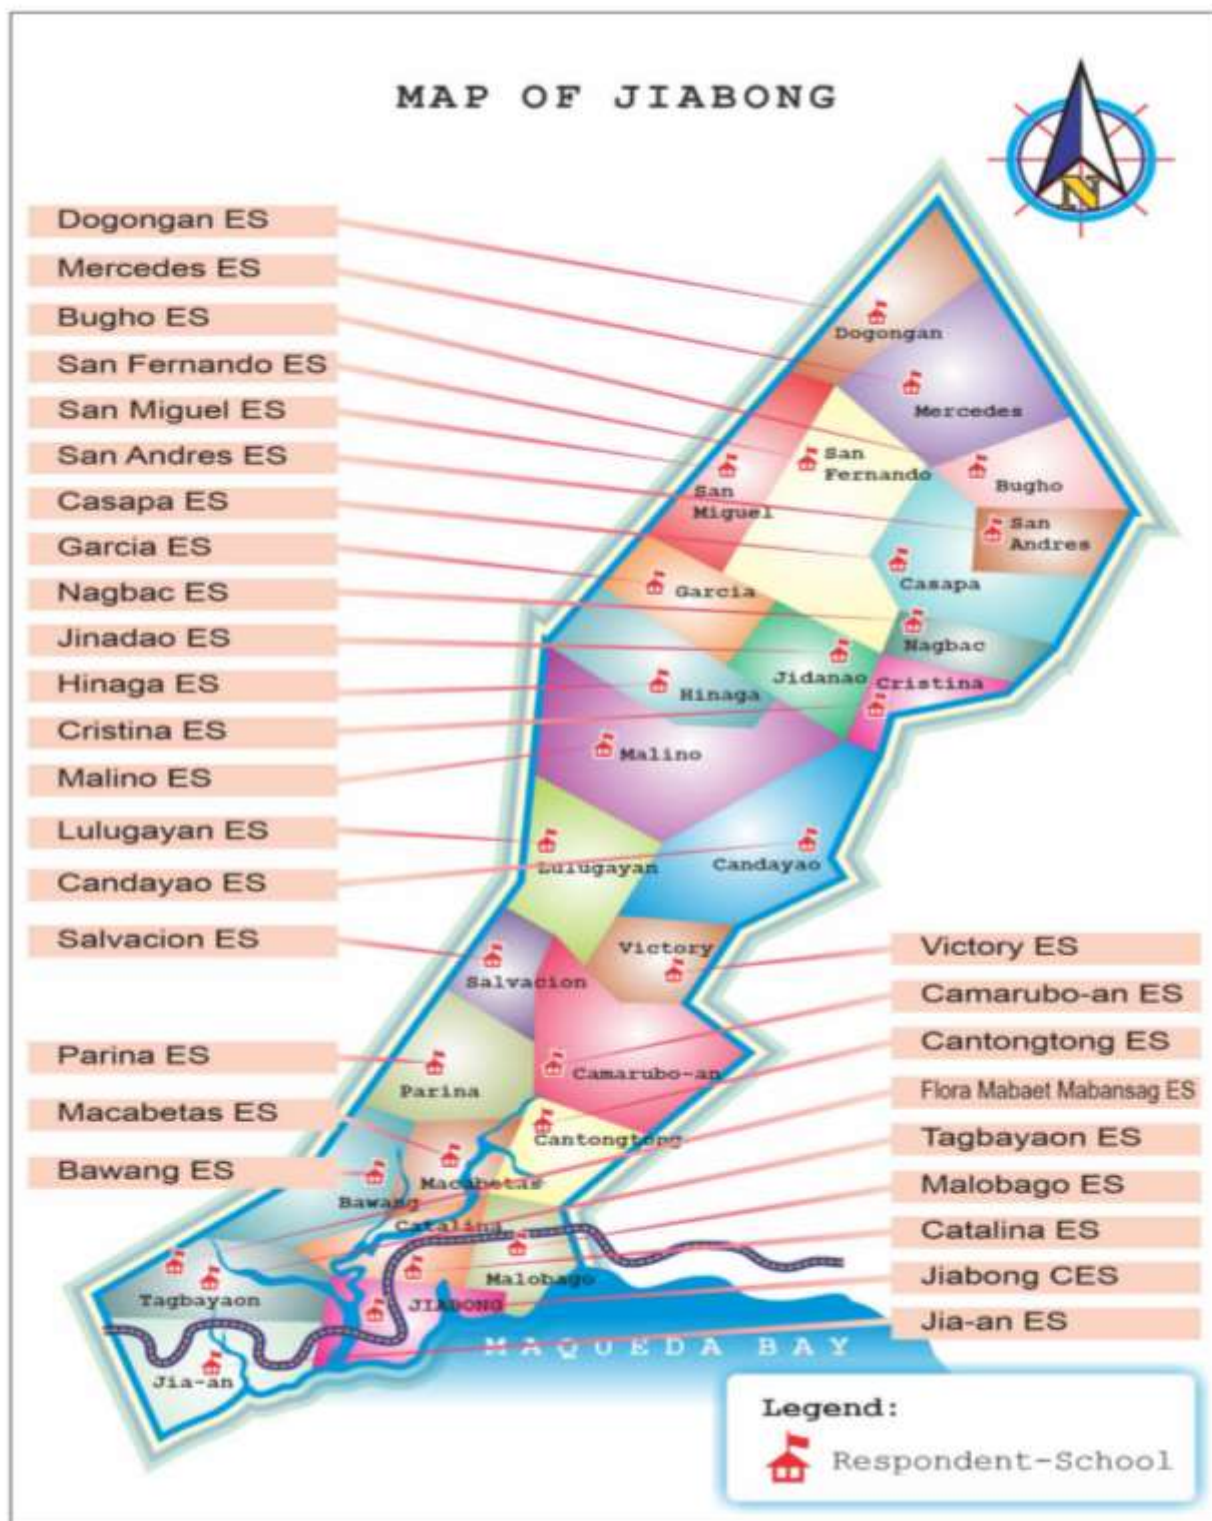 MAP OF JIABONG
N
Dogongan ES
Mercedes ES
Bugho ES
San Fernando ES
San Miguel ES
San Andres ES
Casapa ES
Garcia ES
Nagbac ES
Jinadao ES
Hinaga ES
Cristina ES
Malino ES
Lulugayan ES
Candayao ES
Salvacion ES
Parina ES
Macabetas ES
Bawang ES
Victory ES
Camarubo-an ES
Cantongtong ES
Flora Mabaet Mabansag ES
Tagbayaon ES
Malobago ES
Catalina ES
Jiabong CES
Jia-an ES
Dogongan
Mercedes
San
Fernando
Bugho
San
Miguel
San
Andres
Casapa
Garcia
Nagbac
Jidanao
Cristina
Hinaga
Malino
Lulugayan
Candayao
Victory
Salvacion
Camarubo-an
Parina
Cantongtong
Macabetas
Bawang
Catalina
Malobago
Tagbayaon
JIABONG
Jia-an
MAQUEDA BAY
Legend:
Respondent-School